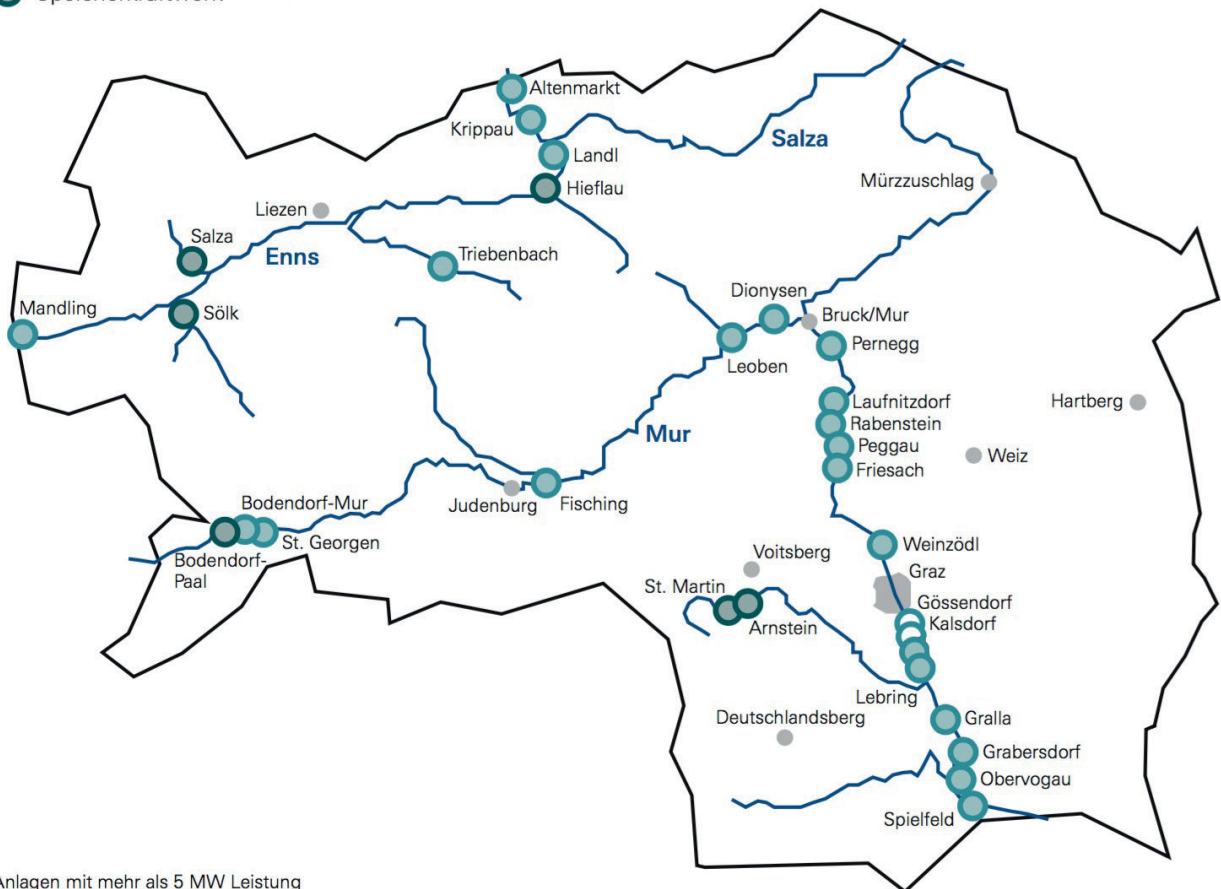 Altenmarkt
Krippau
Salza
Landl
Mürzzuschlag
Hieflau
Liezen
Salza
Enns
Triebenbach
Mandling
Sölk
Dionysen
Bruck/Mur
Pernegg
Leoben
Laufnitzdorf
Hartberg
Rabenstein
Mur
Peggau
Weiz
Friesach
Judenburg
Fisching
Bodendorf-Mur
St. Georgen
Bodendorf-
Paal
Weinzödl
Voitsberg
Graz
St. Martin
Gössendorf
Kalsdorf
Arnstein
Lebring
Deutschlandsberg
Gralla
Grabersdorf
Obervogau
Spielfeld
Anlagen mit mehr als 5 MW Leistung